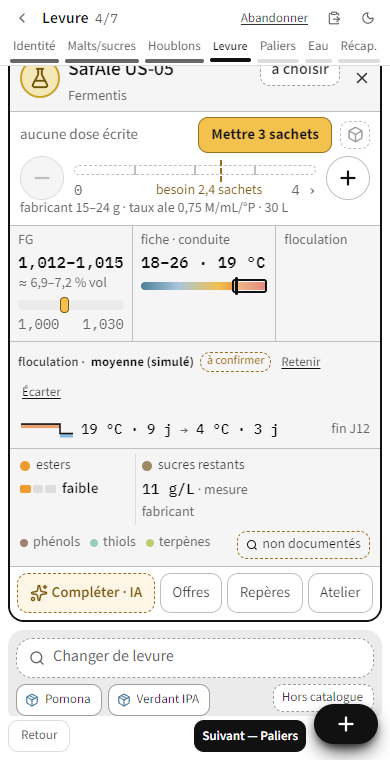 Levure 4/7
Abandonner
Identité Malts/sucres Houblons Levure Paliers Eau Récap.
SafAle US-05
à choisir
Fermentis
aucune dose écrite
Mettre 3 sachets
0 besoin 2,4 sachets 4 ›
fabricant 15–24 g · taux ale 0,75 M/mL/°P · 30 L
FG
1,012–1,015
≈ 6,9–7,2 % vol
1,000 1,030
fiche · conduite
18–26 · 19 °C
floculation
floculation · moyenne (simulé) à confirmer Retenir
Écarter
19 °C · 9 j → 4 °C · 3 j fin J12
esters
faible
sucres restants
11 g/L · mesure
fabricant
phénols thiols terpènes non documentés
Compléter · IA Offres Repères Atelier
Changer de levure
Pomona Verdant IPA Hors catalogue
Retour
Suivant — Paliers